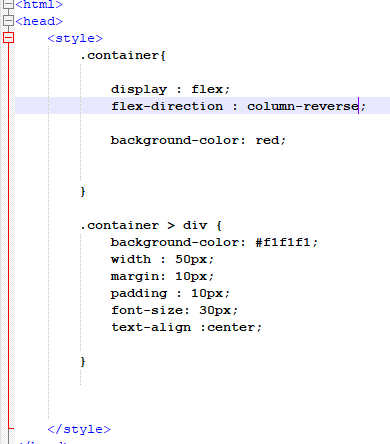 <html>
<head>
<style>
.container{
display : flex;
flex-direction : column-reverse;
background-color: red;
}
.container > div {
background-color: #f1f1f1;
width : 50px;
margin: 10px;
padding : 10px;
font-size: 30px;
text-align :center;
}
</style>